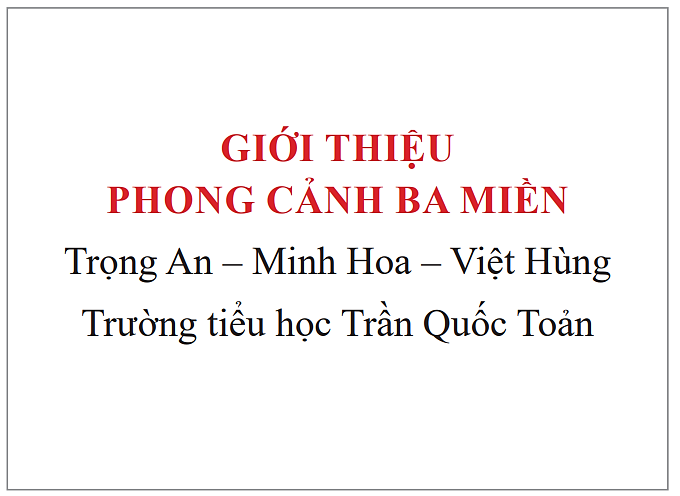 GIỚI THIỆU
PHONG CẢNH BA MIỀN
Trọng An – Minh Hoa – Việt Hùng
Trường tiểu học Trần Quốc Toản